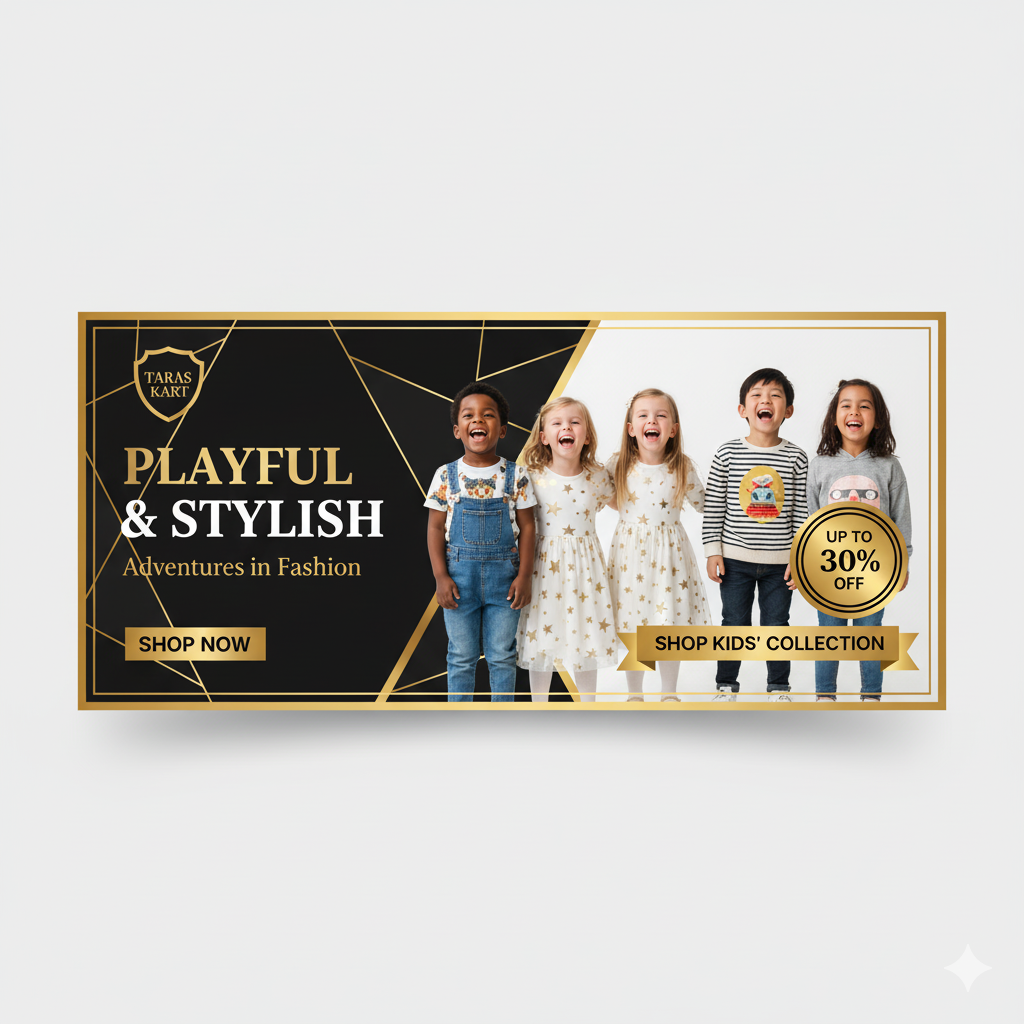 TARAS
KART
PLAYFUL
& STYLISH
Adventures in Fashion
SHOP NOW
UP TO
30%
OFF
SHOP KIDS' COLLECTION